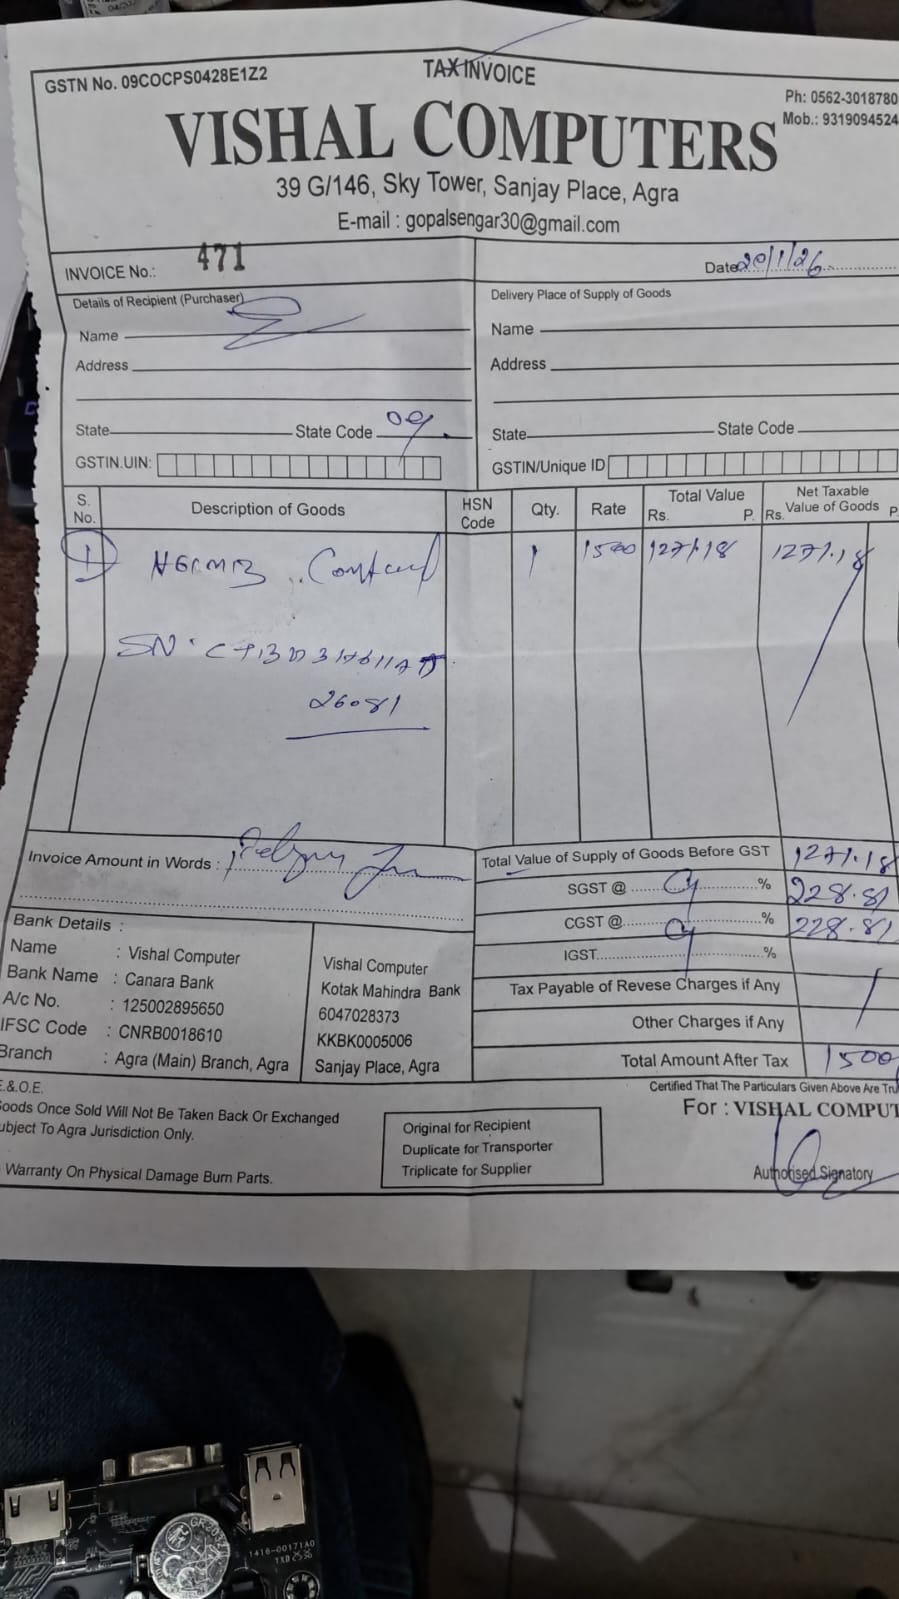 TAX INVOICE
GSTN No. 09COCPS0428E1Z2
Ph: 0562-3018780
Mob.: 9319094524
VISHAL COMPUTERS
39 G/146, Sky Tower, Sanjay Place, Agra
E-mail : gopalsengar30@gmail.com
INVOICE No.: 471
Date 20/1/26
Details of Recipient (Purchaser)
Name
Address
State State Code 09
GSTIN.UIN:
Delivery Place of Supply of Goods
Name
Address
State State Code
GSTIN/Unique ID
S. No. Description of Goods HSN Code Qty. Rate Total Value Rs. P. Net Taxable Value of Goods Rs. P
1 1 1500 1271.18 1271.18
SN:
26081
Invoice Amount in Words :
Total Value of Supply of Goods Before GST 1271.18
SGST @ 9 % 228.81
CGST @ 9 % 228.81
IGST %
Tax Payable of Revese Charges if Any
Other Charges if Any
Total Amount After Tax 1500
Bank Details :
Name : Vishal Computer
Bank Name : Canara Bank
A/c No. : 125002895650
IFSC Code : CNRB0018610
Branch : Agra (Main) Branch, Agra
Vishal Computer
Kotak Mahindra Bank
6047028373
KKBK0005006
Sanjay Place, Agra
E.&.O.E.
Goods Once Sold Will Not Be Taken Back Or Exchanged
ubject To Agra Jurisdiction Only.
Warranty On Physical Damage Burn Parts.
Original for Recipient
Duplicate for Transporter
Triplicate for Supplier
Certified That The Particulars Given Above Are Tru
For : VISHAL COMPUT
Authorised Signatory
1416-00171A0